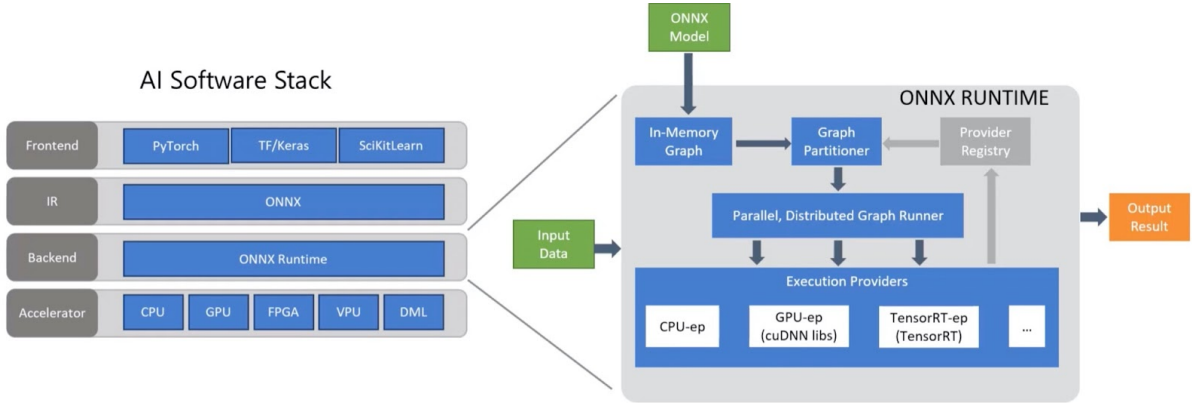 AI Software Stack
Frontend
PyTorch
TF/Keras
SciKitLearn
IR
ONNX
Backend
ONNX Runtime
Accelerator
CPU
GPU
FPGA
VPU
DML
ONNX
Model
ONNX RUNTIME
In-Memory
Graph
Graph
Partitioner
Provider
Registry
Parallel, Distributed Graph Runner
Input
Data
Output
Result
Execution Providers
CPU-ep
GPU-ep
(cuDNN libs)
TensorRT-ep
(TensorRT)
...